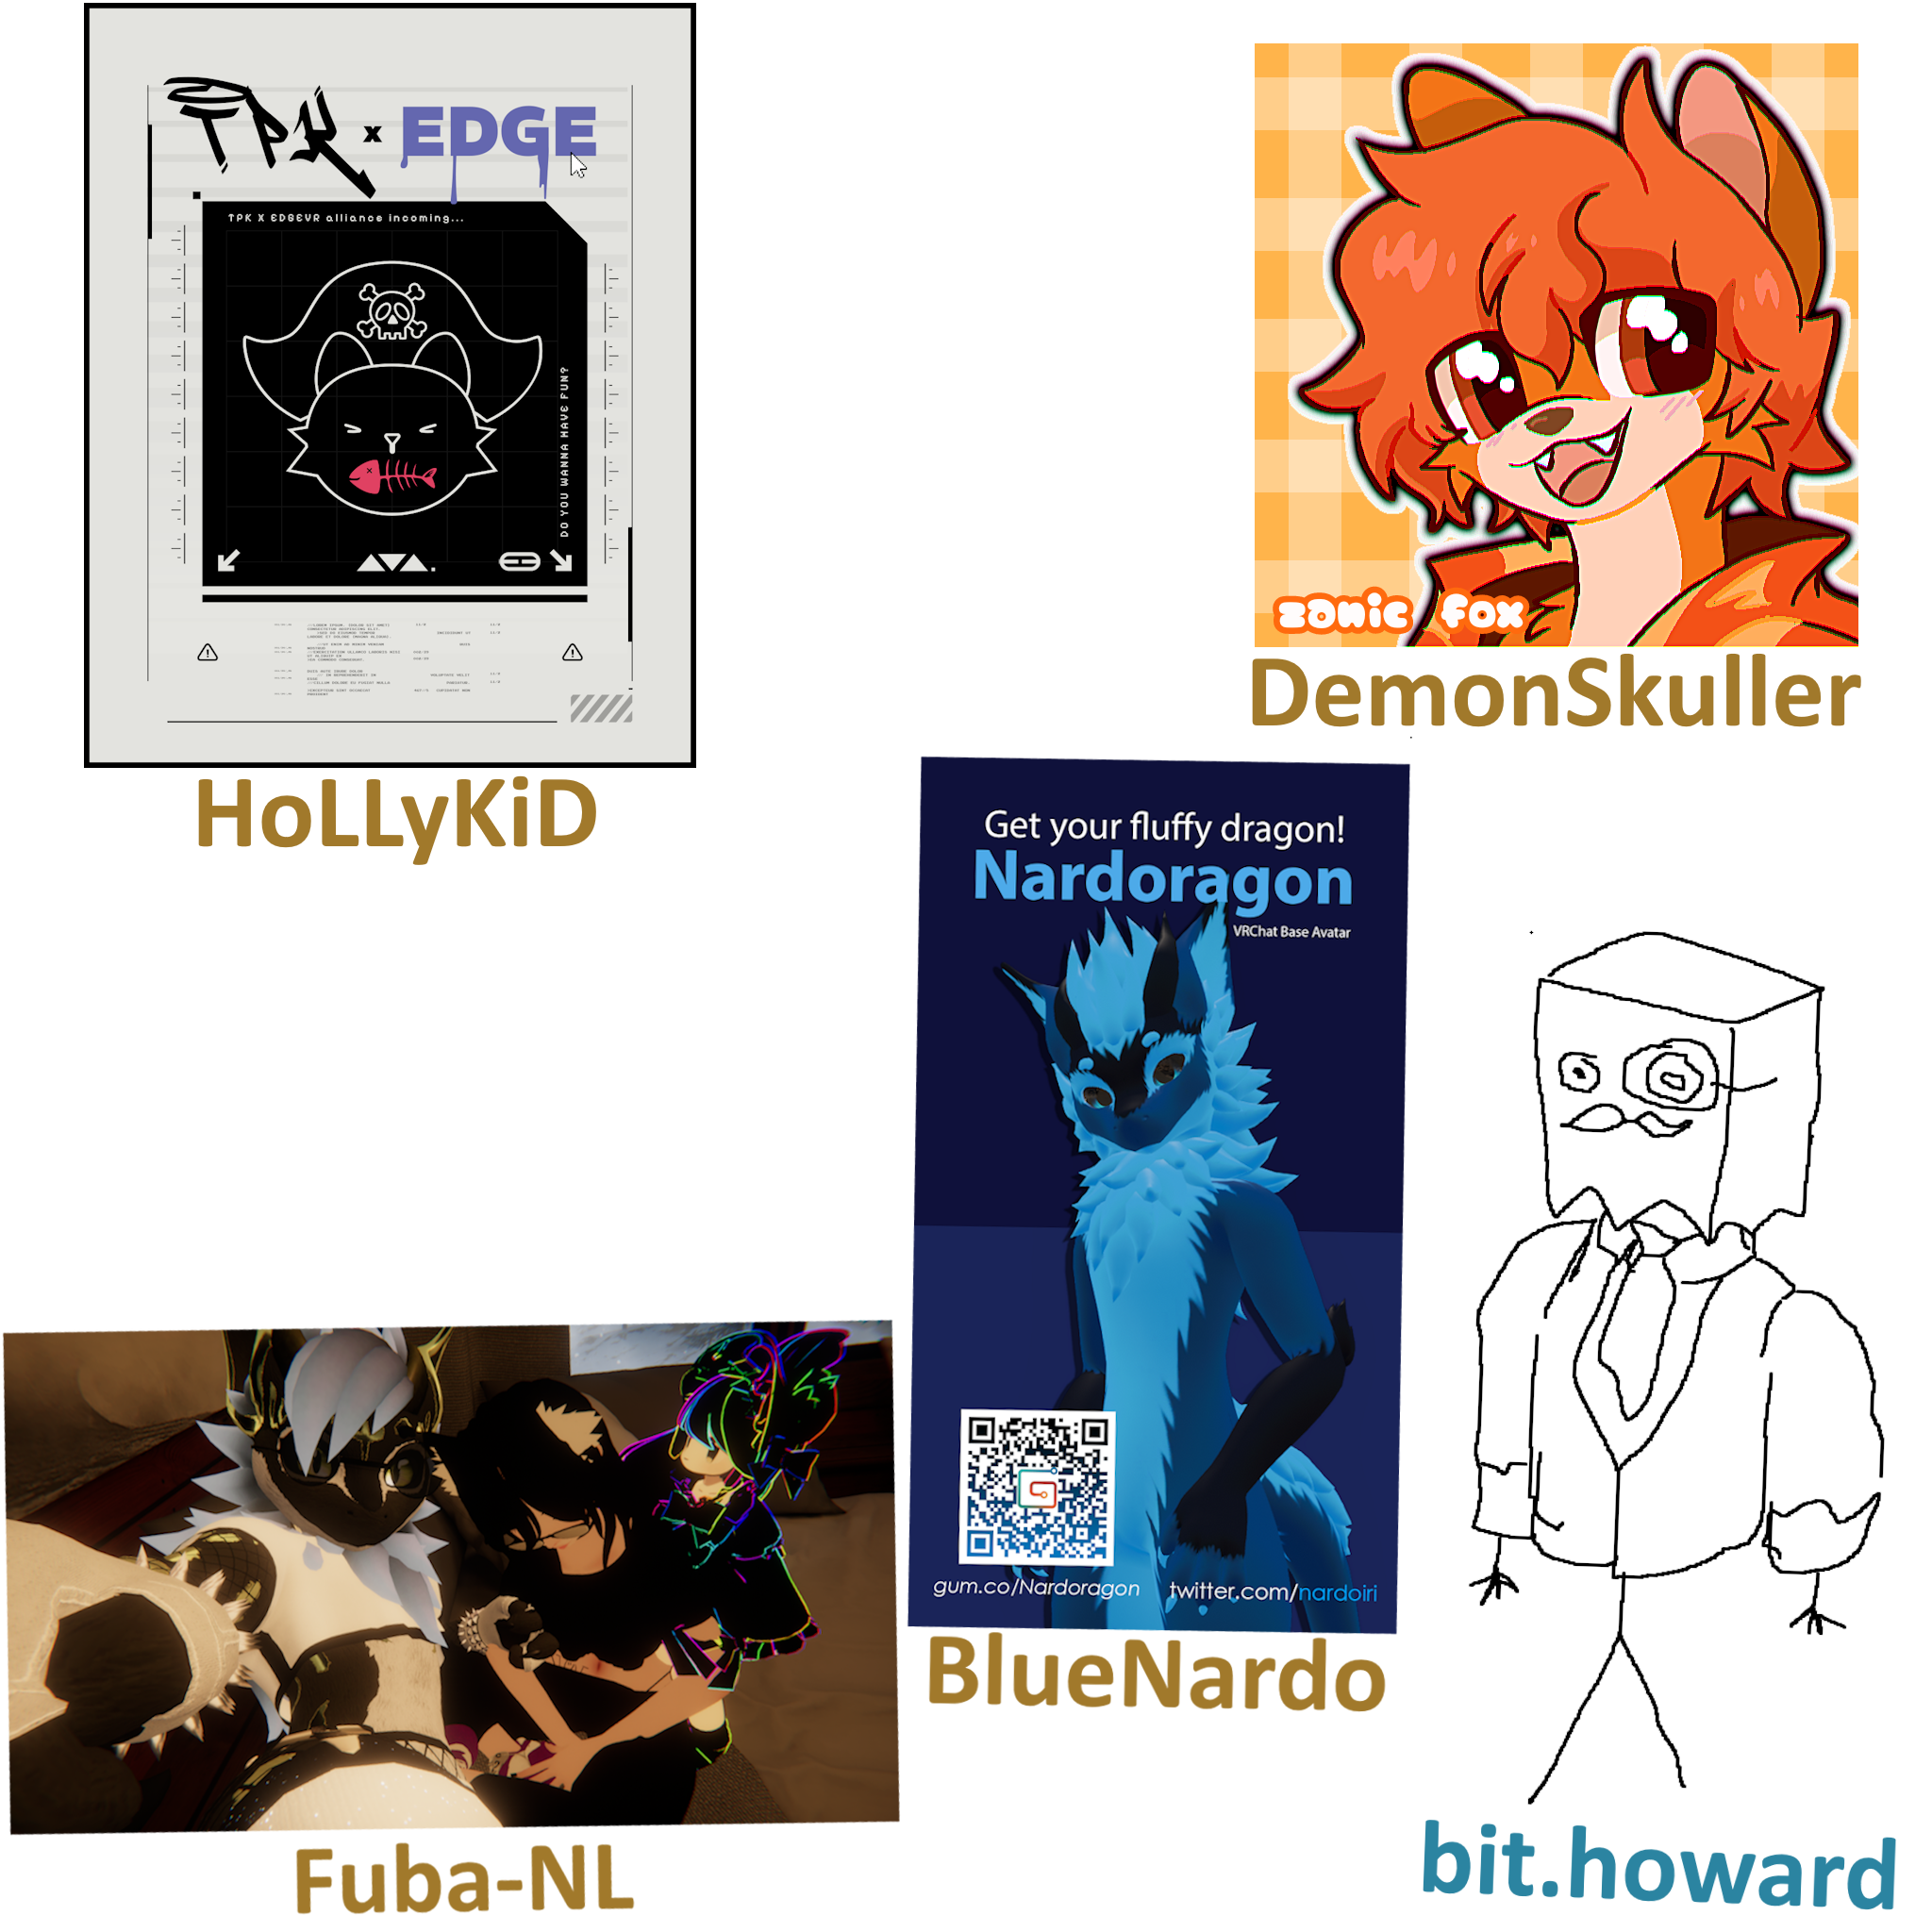 TPK x EDGE
TPK X EDGEVR alliance incoming...
DO YOU WANNA HAVE FUN?
HoLLyKiD
zonic fox
DemonSkuller
Get your fluffy dragon!
Nardoragon
VRChat Base Avatar
gum.co/Nardoragon twitter.com/nardoiri
BlueNardo
Fuba-NL
bit.howard